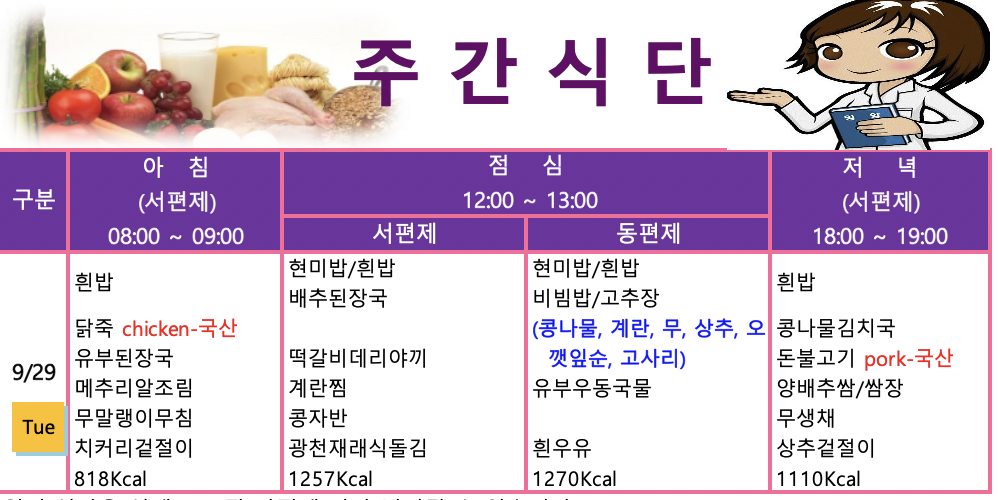 주 간 식 단
구분
아 침
(서편제)
08:00 ~ 09:00
점 심
12:00 ~ 13:00
서편제
동편제
저 녁
(서편제)
18:00 ~ 19:00
9/29
Tue
흰밥
닭죽 chicken-국산
유부된장국
메추리알조림
무말랭이무침
치커리겉절이
818Kcal
현미밥/흰밥
배추된장국
떡갈비데리야끼
계란찜
콩자반
광천재래식돌김
1257Kcal
현미밥/흰밥
비빔밥/고추장
(콩나물, 계란, 무, 상추, 오
깻잎순, 고사리)
유부우동국물
흰우유
1270Kcal
흰밥
콩나물김치국
돈불고기 pork-국산
양배추쌈/쌈장
무생채
상추겉절이
1110Kcal